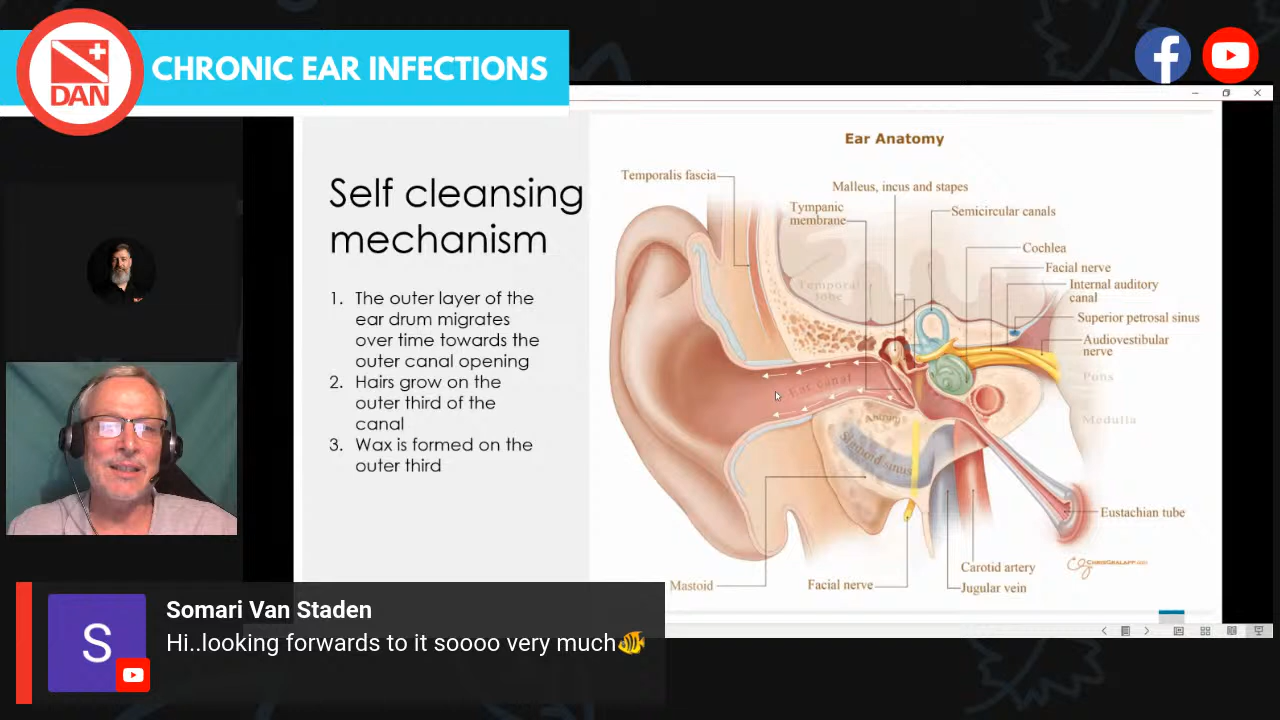 DAN
CHRONIC EAR INFECTIONS
Self cleansing
mechanism
1. The outer layer of the
ear drum migrates
over time towards the
outer canal opening
2. Hairs grow on the
outer third of the
canal
3. Wax is formed on the
outer third
Ear Anatomy
Temporalis fascia
Malleus, incus and stapes
Tympanic
membrane
Semicircular canals
Cochlea
Facial nerve
Internal auditory
canal
Superior petrosal sinus
Audiovestibular
nerve
Temporal
lobe
Pons
Medulla
Ear canal
Antrum
Sigmoid sinus
Eustachian tube
Carotid artery
Jugular vein
Facial nerve
Mastoid
S
Somari Van Staden
Hi..looking forwards to it soooo very much🐠